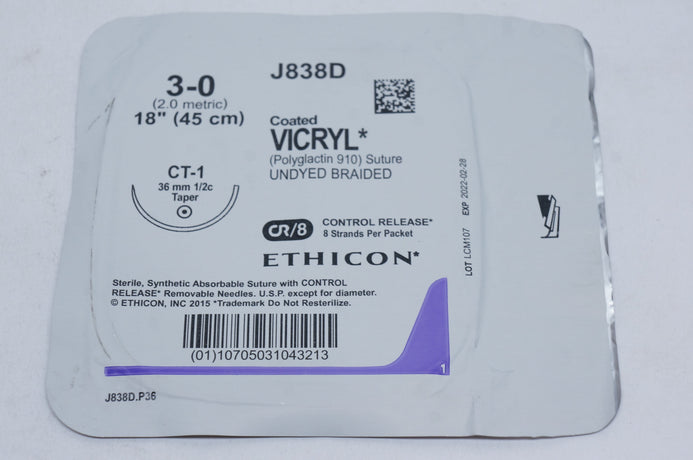 3-0
(2.0 metric)
18" (45 cm)
J838D
Coated
VICRYL*
(Polyglactin 910) Suture
UNDYED BRAIDED
CT-1
36 mm 1/2c
Taper
CR/8
CONTROL RELEASE*
8 Strands Per Packet
ETHICON*
LOT LCM107 EXP 2022-02-28
Sterile, Synthetic Absorbable Suture with CONTROL
RELEASE* Removable Needles. U.S.P. except for diameter.
© ETHICON, INC 2015 *Trademark Do Not Resterilize.
(01)10705031043213
1
J838D.P36